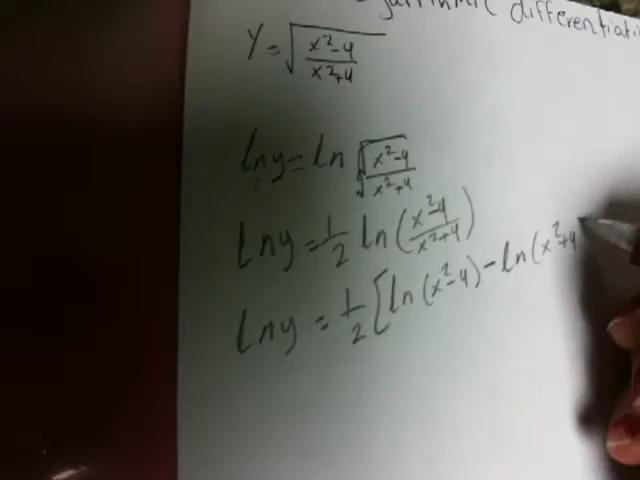 garithmic differentiati
y = √((x²-4)/(x²+4))
ln y = ln √((x²-4)/(x²+4))
ln y = 1/2 ln((x²-4)/(x²+4))
ln y = 1/2 [ln(x²-4) - ln(x²+4